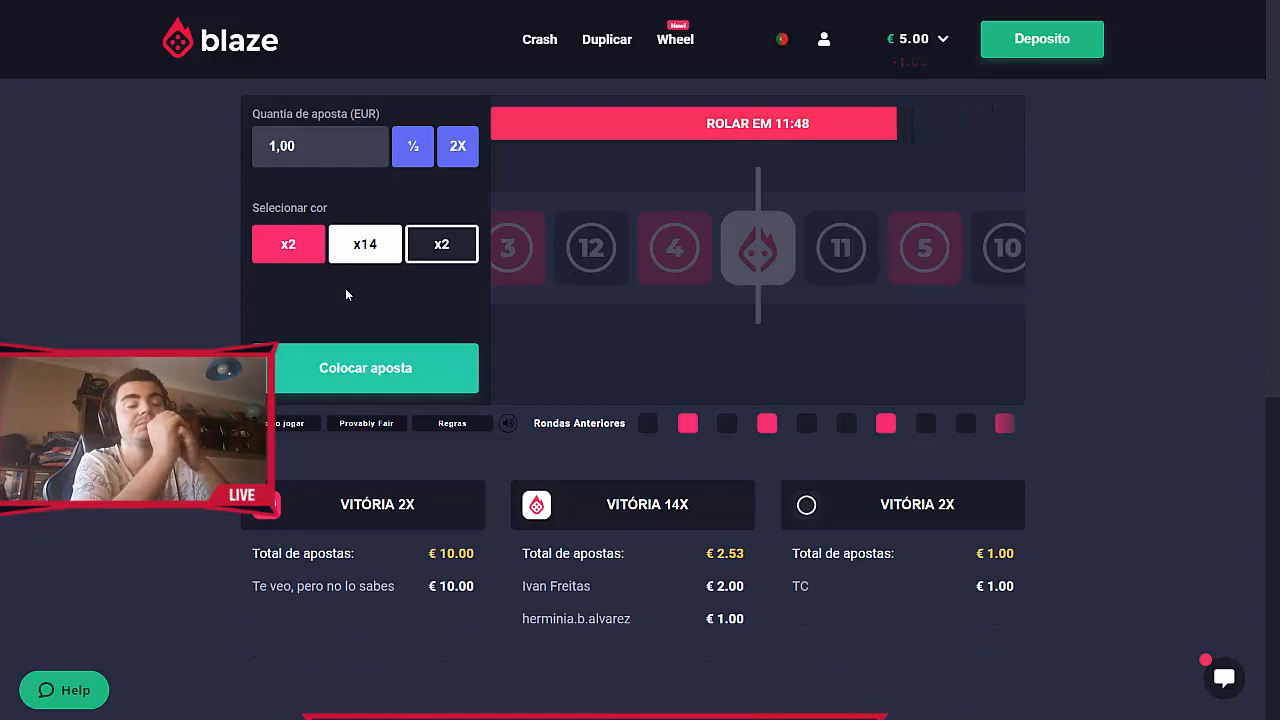 blaze
Crash
Duplicar
New!
Wheel
€ 5.00
-1.00
Deposito
Quantia de aposta (EUR)
1,00
½
2X
ROLAR EM 11:48
Selecionar cor
x2
x14
x2
3
12
4
11
5
10
Colocar aposta
jogar
Provably Fair
Regras
Rondas Anteriores
LIVE
VITÓRIA 2X
VITÓRIA 14X
VITÓRIA 2X
Total de apostas:
€ 10.00
Total de apostas:
€ 2.53
Total de apostas:
€ 1.00
Te veo, pero no lo sabes
€ 10.00
Ivan Freitas
€ 2.00
TC
€ 1.00
herminia.b.alvarez
€ 1.00
Help